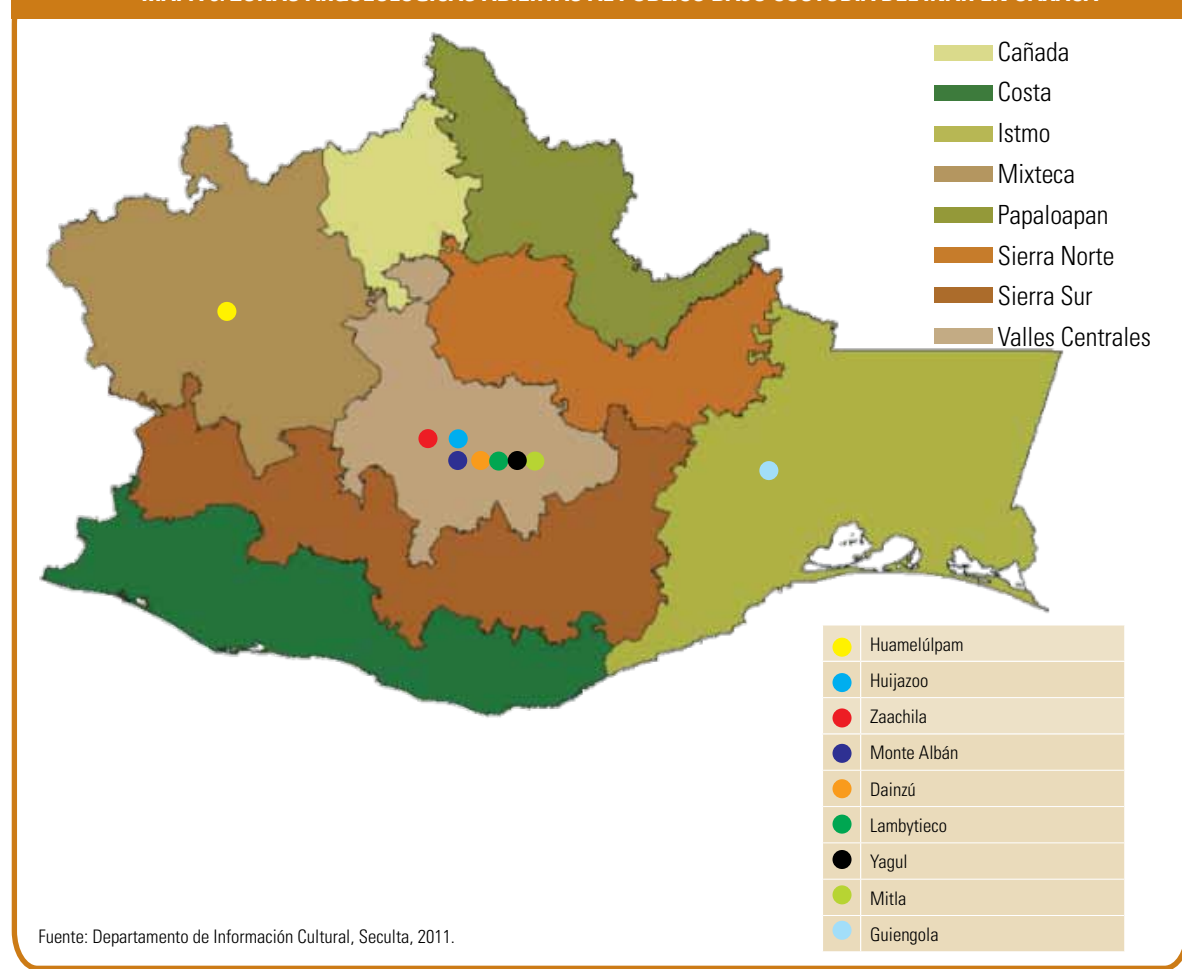 Cañada
Costa
Istmo
Mixteca
Papaloapan
Sierra Norte
Sierra Sur
Valles Centrales
Huamelúlpam
Huijazoo
Zaachila
Monte Albán
Dainzú
Lambytieco
Yagul
Mitla
Guiengola
Fuente: Departamento de Información Cultural, Seculta, 2011.